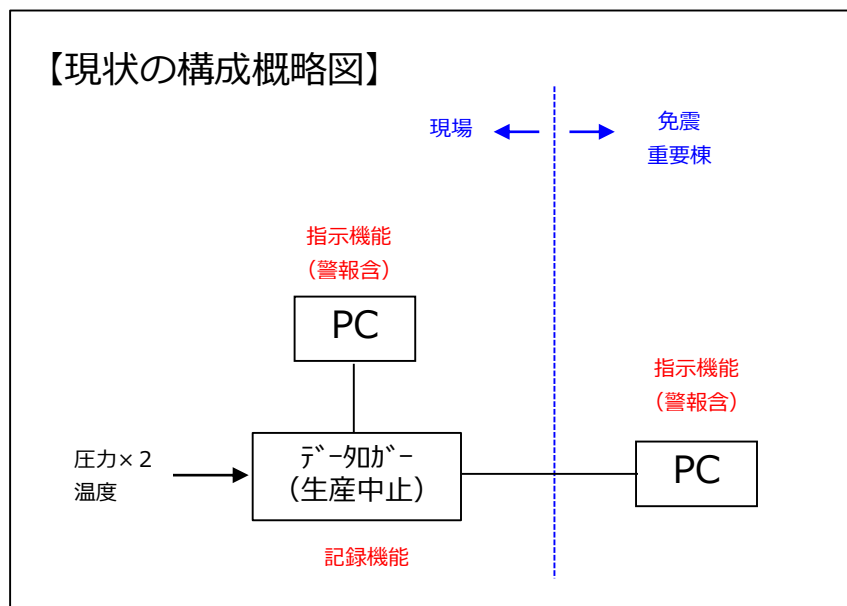 【現状の構成概略図】
現場
免震
重要棟
指示機能
（警報含）
PC
指示機能
（警報含）
圧力×２
温度
ﾃﾞｰﾀﾛｶﾞｰ
（生産中止）
PC
記録機能